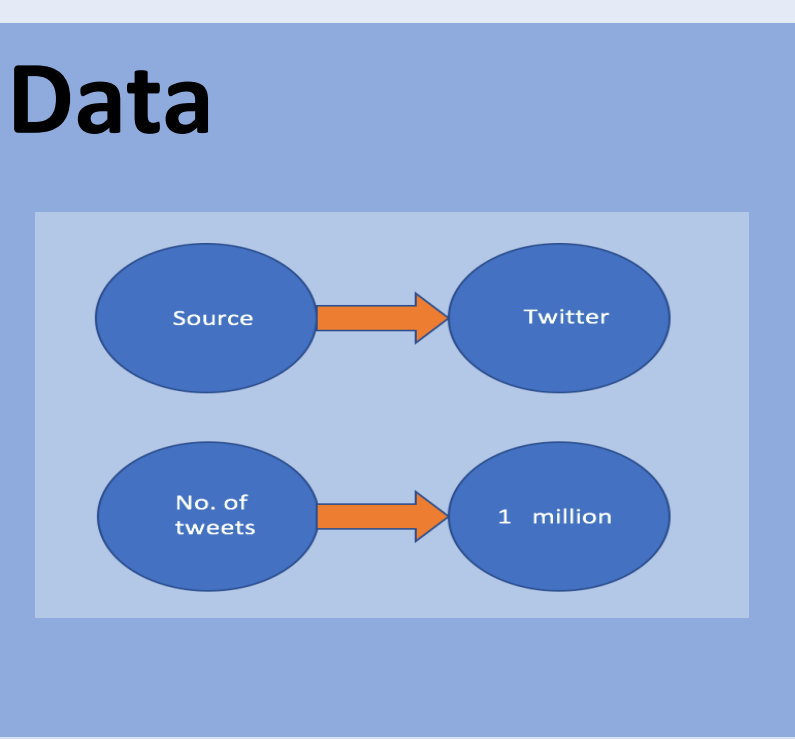 Data
Source
Twitter
No. of
tweets
1 million